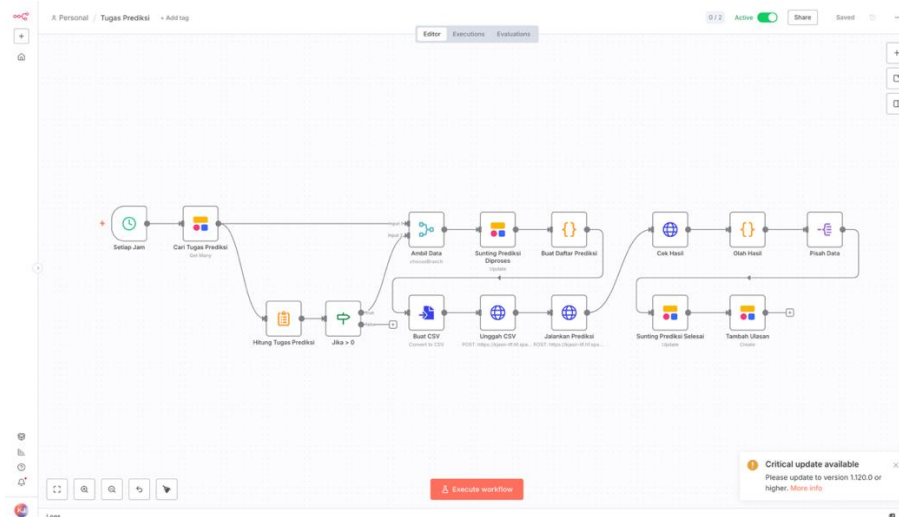 Personal / Tugas Prediksi + Add tag
0 / 2 Active Share Saved
Editor Executions Evaluations
Setiap Jam
Cari Tugas Prediksi
Get Many
Hitung Tugas Prediksi
Jika > 0
true
false
Input 1
Input 2
Ambil Data
chooseBranch
Sunting Prediksi
Diproses
Update
Buat Daftar Prediksi
Buat CSV
Convert to CSV
Unggah CSV
Jalankan Prediksi
Cek Hasil
Olah Hasil
Pisah Data
Sunting Prediksi Selesai
Update
Tambah Ulasan
Create
Critical update available
Please update to version 1.120.0 or
higher. More info
Execute workflow
Logs